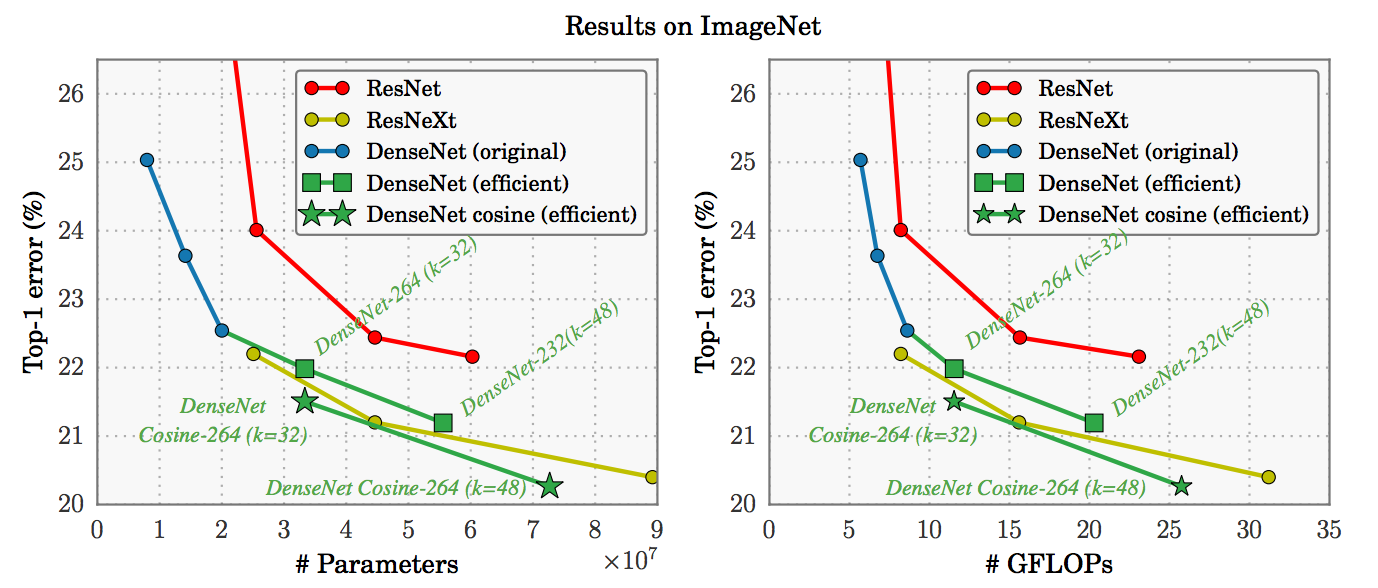 Results on ImageNet
Top-1 error (%)
26
25
24
23
22
21
20
ResNet
ResNeXt
DenseNet (original)
DenseNet (efficient)
DenseNet cosine (efficient)
DenseNet-264 (k=32)
DenseNet-232(k=48)
DenseNet
Cosine-264 (k=32)
DenseNet Cosine-264 (k=48)
0 1 2 3 4 5 6 7 8 9
×10⁷
# Parameters
Top-1 error (%)
26
25
24
23
22
21
20
ResNet
ResNeXt
DenseNet (original)
DenseNet (efficient)
DenseNet cosine (efficient)
DenseNet-264 (k=32)
DenseNet-232(k=48)
DenseNet
Cosine-264 (k=32)
DenseNet Cosine-264 (k=48)
0 5 10 15 20 25 30 35
# GFLOPs